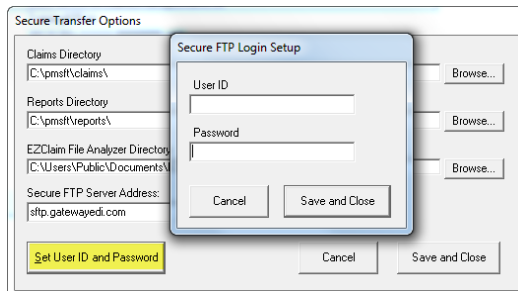 Secure Transfer Options
Claims Directory
C:\pmsft\claims\
Browse...
Reports Directory
C:\pmsft\reports\
Browse...
EZClaim File Analyzer Directory
C:\Users\Public\Documents\
Browse...
Secure FTP Server Address:
sftp.gatewayedi.com
Set User ID and Password
Cancel
Save and Close
Secure FTP Login Setup
User ID
Password
Cancel
Save and Close